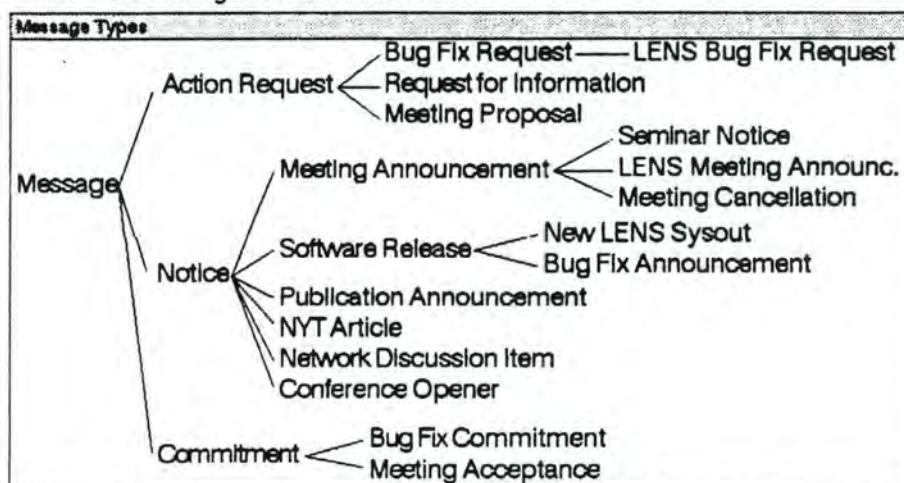 Message Types
Bug Fix Request LENS Bug Fix Request
Action Request Request for Information
Meeting Proposal
Seminar Notice
Meeting Announcement LENS Meeting Announc.
Message Meeting Cancellation
New LENS Sysout
Software Release
Notice Bug Fix Announcement
Publication Announcement
NYT Article
Network Discussion Item
Conference Opener
Bug Fix Commitment
Commitment
Meeting Acceptance